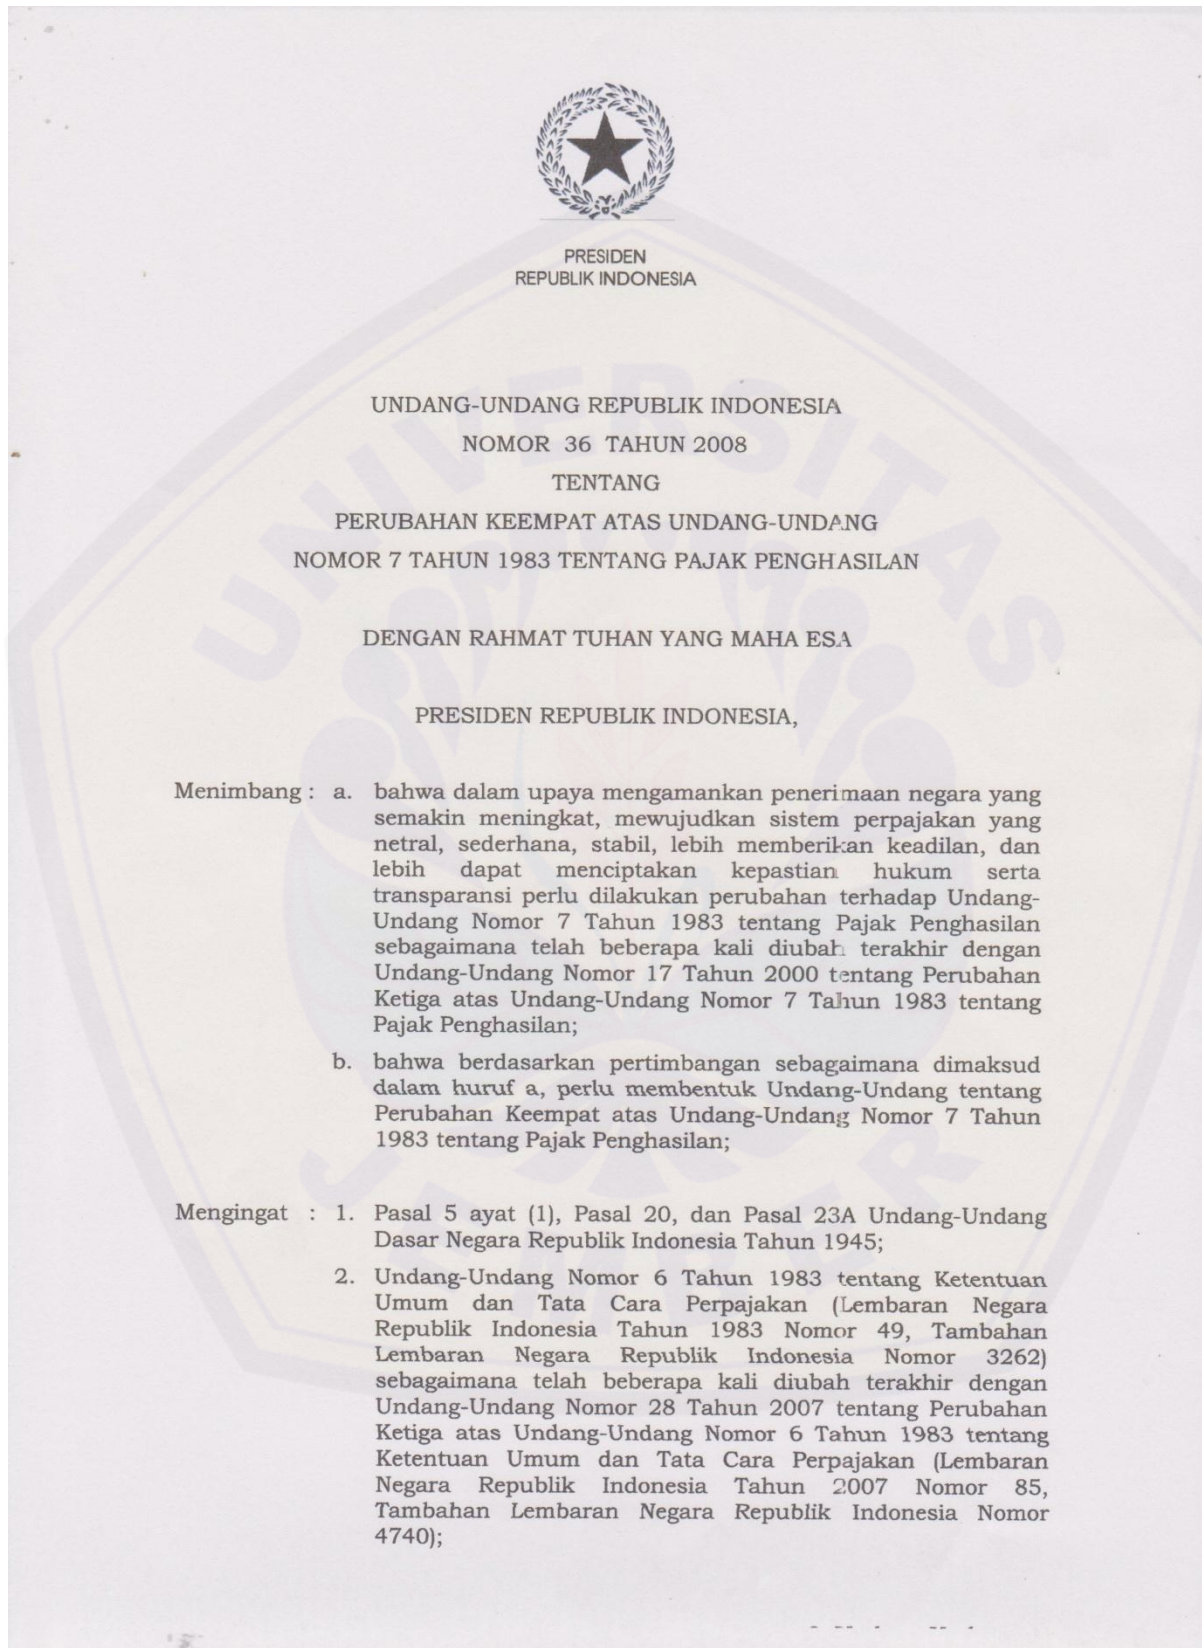 PRESIDEN
REPUBLIK INDONESIA
UNDANG-UNDANG REPUBLIK INDONESIA
NOMOR 36 TAHUN 2008
TENTANG
PERUBAHAN KEEMPAT ATAS UNDANG-UNDANG
NOMOR 7 TAHUN 1983 TENTANG PAJAK PENGHASILAN
DENGAN RAHMAT TUHAN YANG MAHA ESA
PRESIDEN REPUBLIK INDONESIA,
Menimbang : a. bahwa dalam upaya mengamankan penerimaan negara yang
semakin meningkat, mewujudkan sistem perpajakan yang
netral, sederhana, stabil, lebih memberikan keadilan, dan
lebih dapat menciptakan kepastian hukum serta
transparansi perlu dilakukan perubahan terhadap Undang-
Undang Nomor 7 Tahun 1983 tentang Pajak Penghasilan
sebagaimana telah beberapa kali diubah terakhir dengan
Undang-Undang Nomor 17 Tahun 2000 tentang Perubahan
Ketiga atas Undang-Undang Nomor 7 Tahun 1983 tentang
Pajak Penghasilan;
b. bahwa berdasarkan pertimbangan sebagaimana dimaksud
dalam huruf a, perlu membentuk Undang-Undang tentang
Perubahan Keempat atas Undang-Undang Nomor 7 Tahun
1983 tentang Pajak Penghasilan;
Mengingat : 1. Pasal 5 ayat (1), Pasal 20, dan Pasal 23A Undang-Undang
Dasar Negara Republik Indonesia Tahun 1945;
2. Undang-Undang Nomor 6 Tahun 1983 tentang Ketentuan
Umum dan Tata Cara Perpajakan (Lembaran Negara
Republik Indonesia Tahun 1983 Nomor 49, Tambahan
Lembaran Negara Republik Indonesia Nomor 3262)
sebagaimana telah beberapa kali diubah terakhir dengan
Undang-Undang Nomor 28 Tahun 2007 tentang Perubahan
Ketiga atas Undang-Undang Nomor 6 Tahun 1983 tentang
Ketentuan Umum dan Tata Cara Perpajakan (Lembaran
Negara Republik Indonesia Tahun 2007 Nomor 85,
Tambahan Lembaran Negara Republik Indonesia Nomor
4740);
UNIVERSITAS
JEMBER